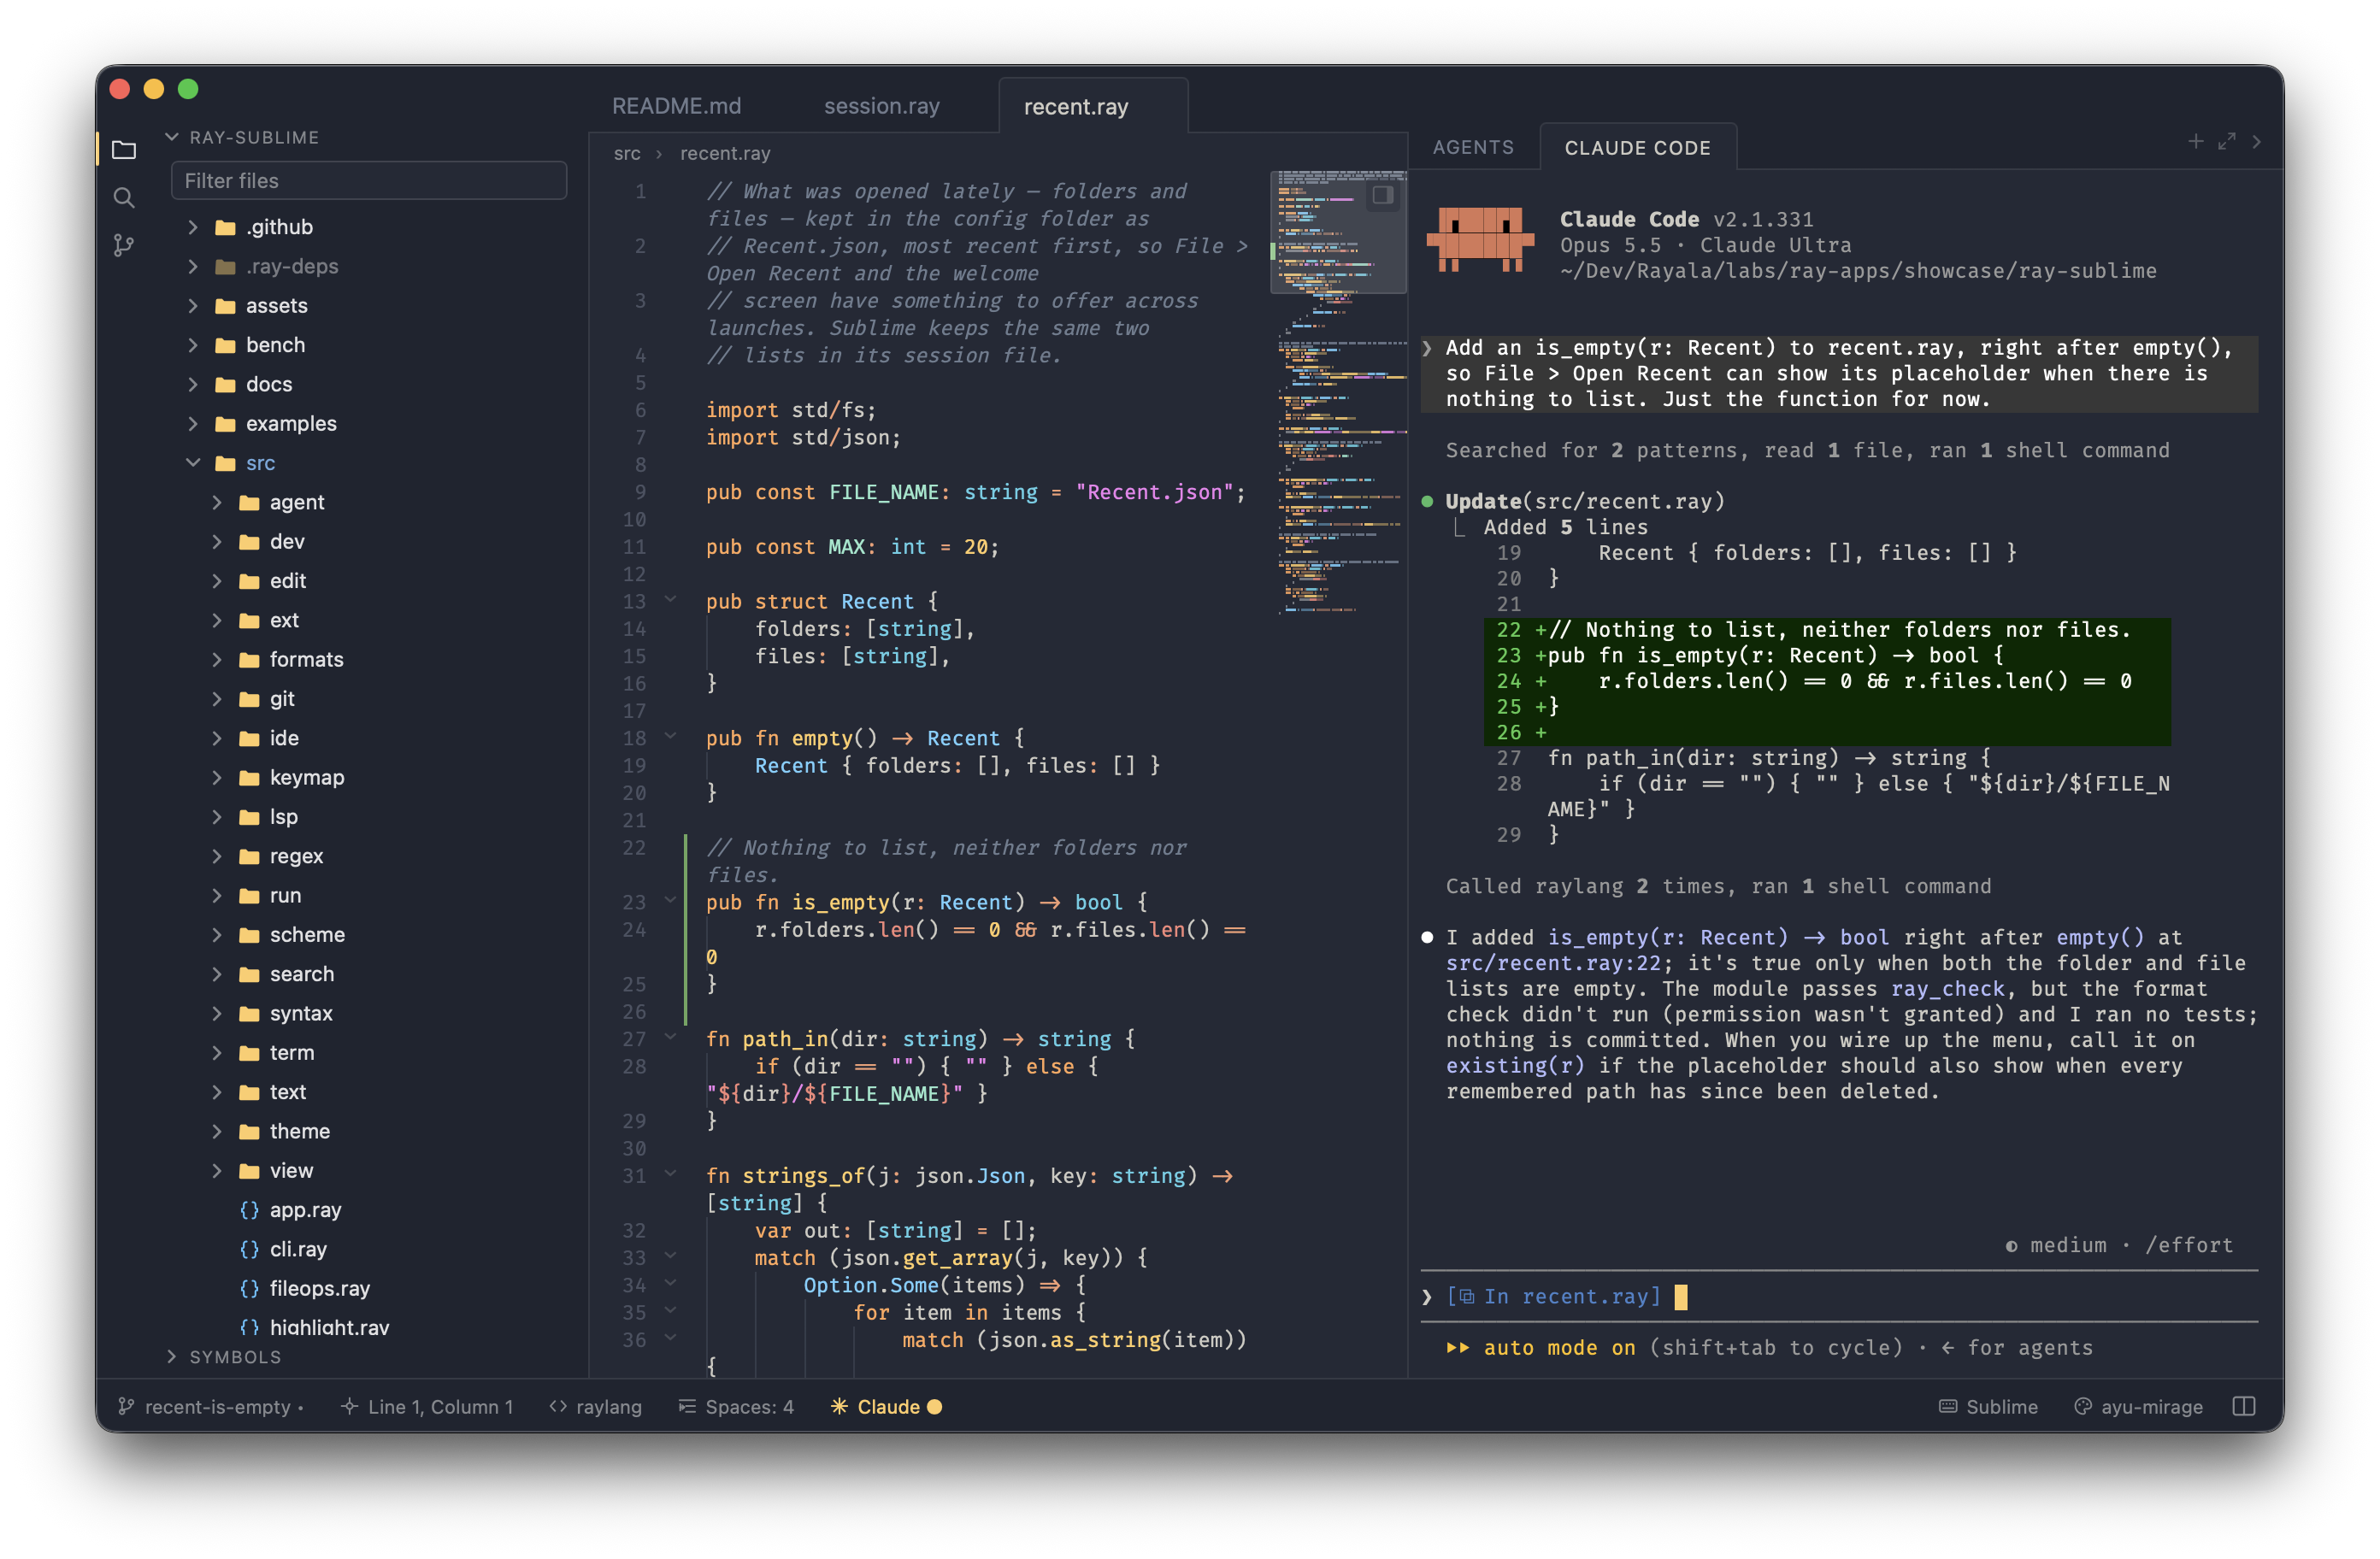 README.md
session.ray
recent.ray
RAY-SUBLIME
Filter files
.github
.ray-deps
assets
bench
docs
examples
src
agent
dev
edit
ext
formats
git
ide
keymap
lsp
regex
run
scheme
search
syntax
term
text
theme
view
app.ray
cli.ray
fileops.ray
highlight.ray
SYMBOLS
src › recent.ray
1 // What was opened lately — folders and
files — kept in the config folder as
2 // Recent.json, most recent first, so File >
Open Recent and the welcome
3 // screen have something to offer across
launches. Sublime keeps the same two
4 // lists in its session file.
5
6 import std/fs;
7 import std/json;
8
9 pub const FILE_NAME: string = "Recent.json";
10
11 pub const MAX: int = 20;
12
13 pub struct Recent {
14 folders: [string],
15 files: [string],
16 }
17
18 pub fn empty() -> Recent {
19 Recent { folders: [], files: [] }
20 }
21
22 // Nothing to list, neither folders nor
files.
23 pub fn is_empty(r: Recent) -> bool {
24 r.folders.len() == 0 && r.files.len() ==
0
25 }
26
27 fn path_in(dir: string) -> string {
28 if (dir == "") { "" } else {
"${dir}/${FILE_NAME}" }
29 }
30
31 fn strings_of(j: json.Json, key: string) ->
[string] {
32 var out: [string] = [];
33 match (json.get_array(j, key)) {
34 Option.Some(items) => {
35 for item in items {
36 match (json.as_string(item))
{
AGENTS
CLAUDE CODE
Claude Code v2.1.331
Opus 5.5 · Claude Ultra
~/Dev/Rayala/labs/ray-apps/showcase/ray-sublime
❯ Add an is_empty(r: Recent) to recent.ray, right after empty(),
so File > Open Recent can show its placeholder when there is
nothing to list. Just the function for now.
Searched for 2 patterns, read 1 file, ran 1 shell command
● Update(src/recent.ray)
⎿ Added 5 lines
19 Recent { folders: [], files: [] }
20 }
21
22 +// Nothing to list, neither folders nor files.
23 +pub fn is_empty(r: Recent) -> bool {
24 + r.folders.len() == 0 && r.files.len() == 0
25 +}
26 +
27 fn path_in(dir: string) -> string {
28 if (dir == "") { "" } else { "${dir}/${FILE_N
AME}" }
29 }
Called raylang 2 times, ran 1 shell command
● I added is_empty(r: Recent) -> bool right after empty() at
src/recent.ray:22; it's true only when both the folder and file
lists are empty. The module passes ray_check, but the format
check didn't run (permission wasn't granted) and I ran no tests;
nothing is committed. When you wire up the menu, call it on
existing(r) if the placeholder should also show when every
remembered path has since been deleted.
◐ medium · /effort
❯ [⧉ In recent.ray]
⏵⏵ auto mode on (shift+tab to cycle) · ← for agents
recent-is-empty •
Line 1, Column 1
raylang
Spaces: 4
Claude
Sublime
ayu-mirage